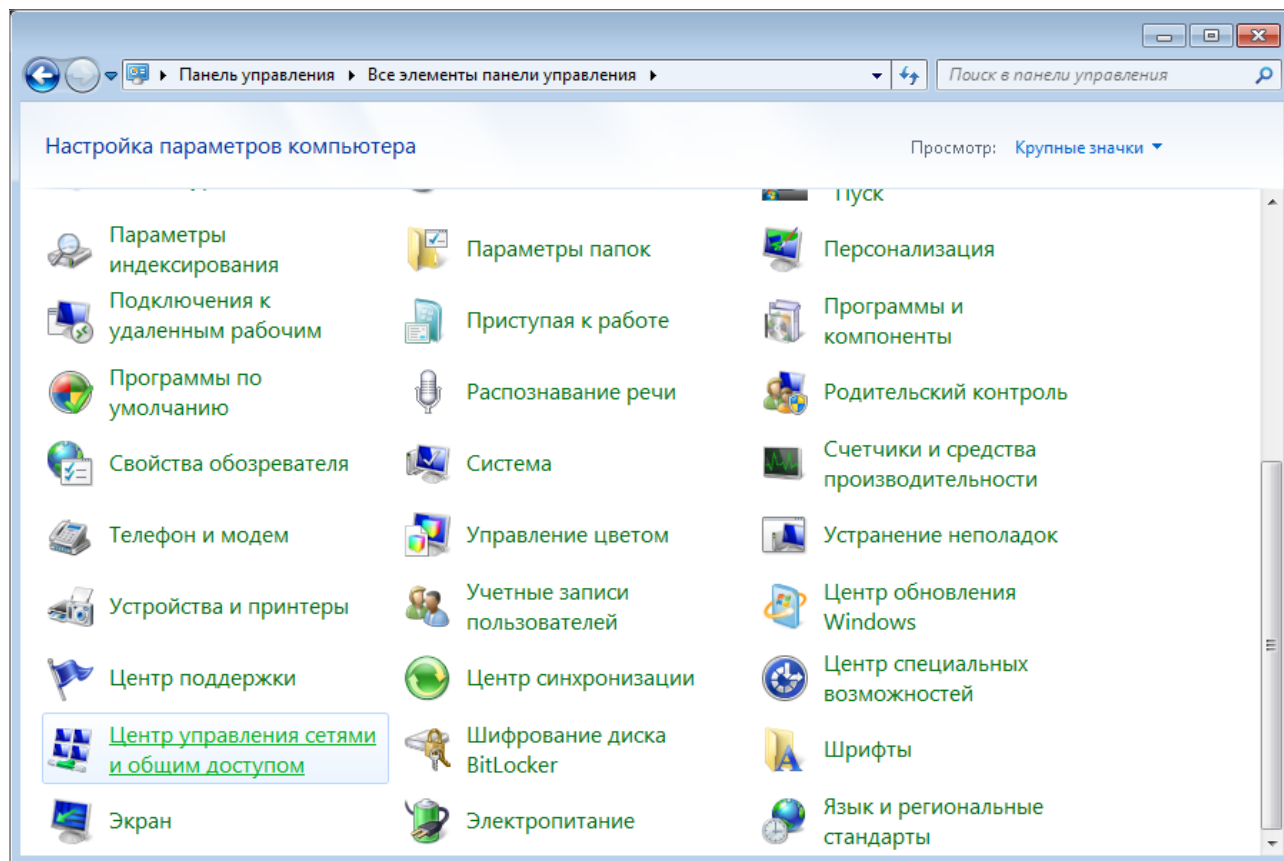 Панель управления ▸ Все элементы панели управления ▸
Поиск в панели управления
Настройка параметров компьютера
Просмотр: Крупные значки
Пуск
Параметры
индексирования
Параметры папок
Персонализация
Подключения к
удаленным рабочим
Приступая к работе
Программы и
компоненты
Программы по
умолчанию
Распознавание речи
Родительский контроль
Свойства обозревателя
Система
Счетчики и средства
производительности
Телефон и модем
Управление цветом
Устранение неполадок
Устройства и принтеры
Учетные записи
пользователей
Центр обновления
Windows
Центр поддержки
Центр синхронизации
Центр специальных
возможностей
Центр управления сетями
и общим доступом
Шифрование диска
BitLocker
Шрифты
Экран
Электропитание
Язык и региональные
стандарты